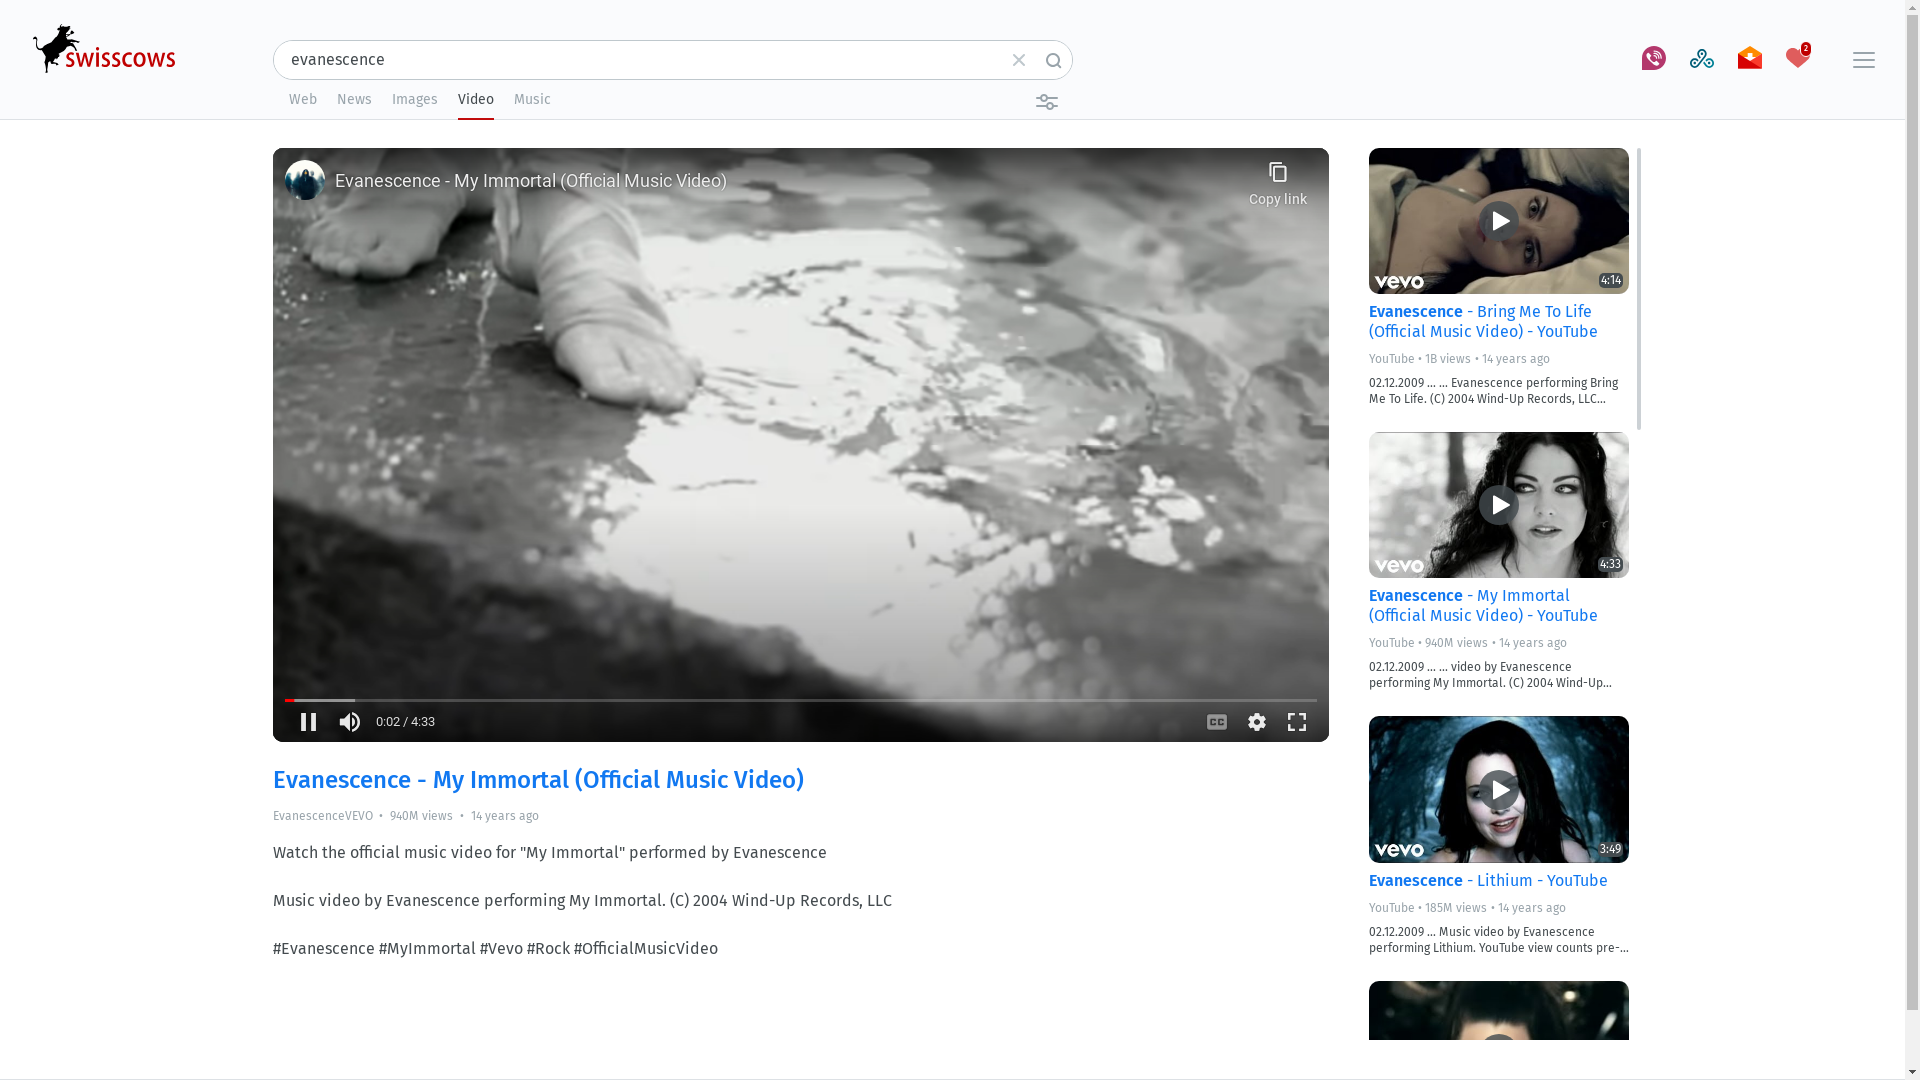 swisscows
evanescence
2
Web News Images Video Music
Evanescence - My Immortal (Official Music Video)
Copy link
0:02 / 4:33
CC
Evanescence - My Immortal (Official Music Video)
EvanescenceVEVO • 940M views • 14 years ago
Watch the official music video for "My Immortal" performed by Evanescence
Music video by Evanescence performing My Immortal. (C) 2004 Wind-Up Records, LLC
#Evanescence #MyImmortal #Vevo #Rock #OfficialMusicVideo
vevo
4:14
Evanescence - Bring Me To Life
(Official Music Video) - YouTube
YouTube • 1B views • 14 years ago
02.12.2009 ... ... Evanescence performing Bring
Me To Life. (C) 2004 Wind-Up Records, LLC...
vevo
4:33
Evanescence - My Immortal
(Official Music Video) - YouTube
YouTube • 940M views • 14 years ago
02.12.2009 ... ... video by Evanescence
performing My Immortal. (C) 2004 Wind-Up...
vevo
3:49
Evanescence - Lithium - YouTube
YouTube • 185M views • 14 years ago
02.12.2009 ... Music video by Evanescence
performing Lithium. YouTube view counts pre-...